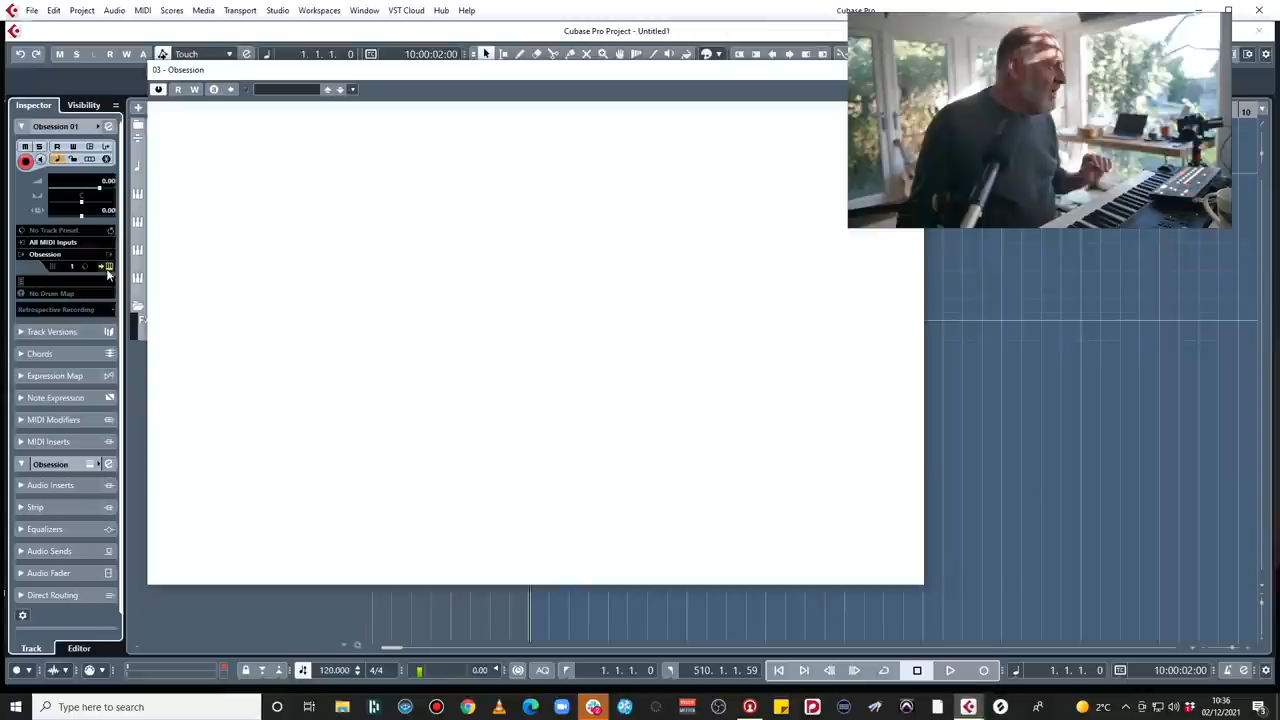 File Edit Project Audio MIDI Scores Media Transport Studio Workspaces Window VST Cloud Hub Help
Cubase Pro
Cubase Pro Project - Untitled1
M S L R W A Touch 1. 1. 1. 0 10:00:02:00
03 - Obsession
R W
Inspector Visibility
10
Obsession 01
m S R W
0.00
C
0.00
No Track Preset
All MIDI Inputs
Obsession
1
No Drum Map
Retrospective Recording
Track Versions
Chords
Expression Map
Note Expression
MIDI Modifiers
MIDI Inserts
Obsession
Audio Inserts
Strip
Equalizers
Audio Sends
Audio Fader
Direct Routing
Track Editor
120.000 4/4 0.00 AQ 1. 1. 1. 0 510. 1. 1. 59 1. 1. 1. 0 10:00:02:00
Type here to search
2°C
10:36
02/12/2021